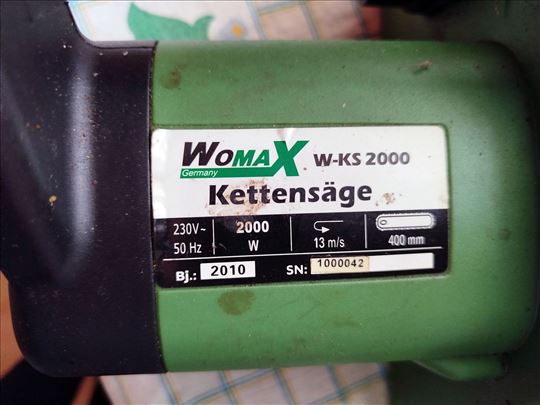 WOMAX W-KS 2000
Germany
Kettensäge
230V~ 2000
50 Hz W 13 m/s 400 mm
Bj.: 2010 SN: 1000042